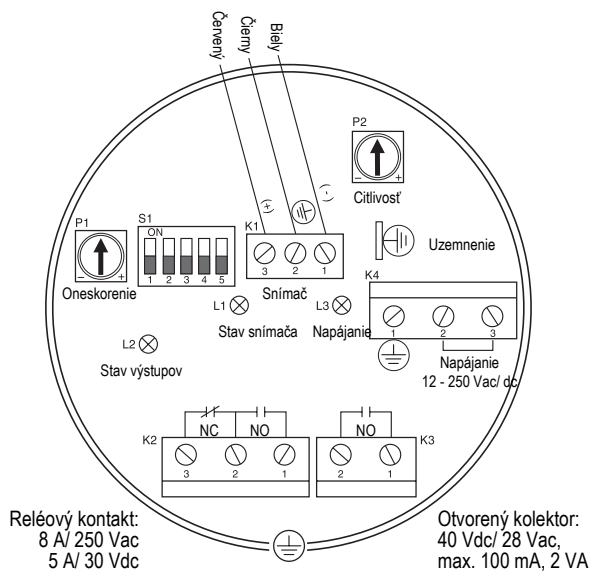 Červený
Čierny
Biely
P2
Citlivosť
(+)
(-)
P1
Oneskorenie
S1
ON
1 2 3 4 5
K1
3 2 1
Snímač
Uzemnenie
L1
Stav snímača
L3
Napájanie
K4
1 2 3
Napájanie
12 - 250 Vac/ dc
L2
Stav výstupov
K2
NC NO
3 2 1
K3
NO
2 1
Reléový kontakt:
8 A/ 250 Vac
5 A/ 30 Vdc
Otvorený kolektor:
40 Vdc/ 28 Vac,
max. 100 mA, 2 VA